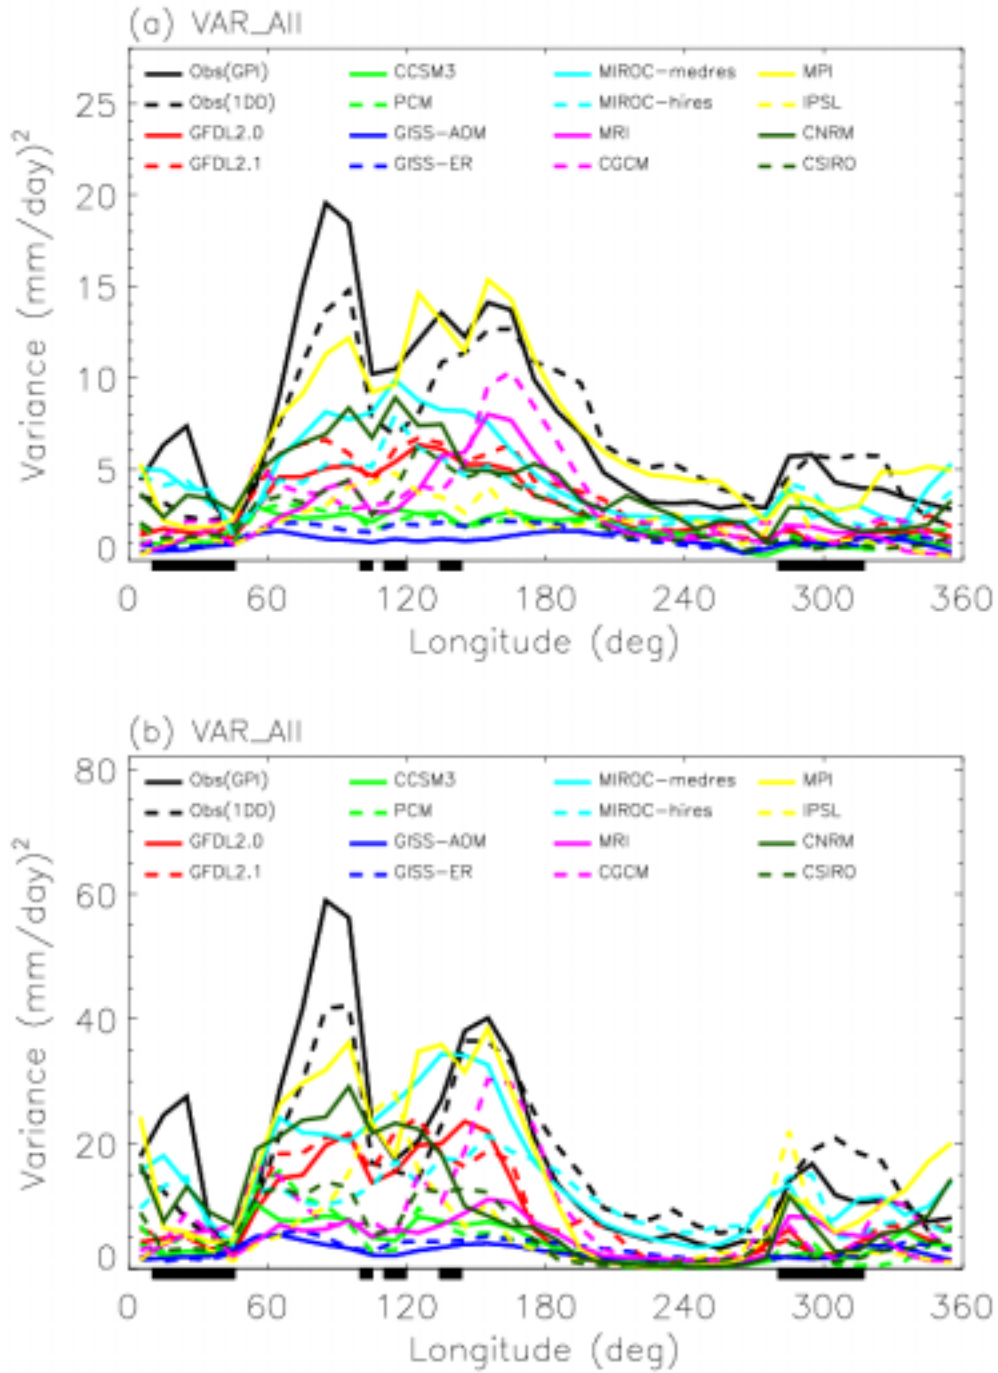 (a) VAR_All
Variance (mm/day)2
25
20
15
10
5
0
Obs(GPI) CCSM3 MIROC-medres MPI
Obs(1DD) PCM MIROC-hires IPSL
GFDL2.0 GISS-AOM MRI CNRM
GFDL2.1 GISS-ER CGCM CSIRO
0 60 120 180 240 300 360
Longitude (deg)
(b) VAR_All
Variance (mm/day)2
80
60
40
20
0
Obs(GPI) CCSM3 MIROC-medres MPI
Obs(1DD) PCM MIROC-hires IPSL
GFDL2.0 GISS-AOM MRI CNRM
GFDL2.1 GISS-ER CGCM CSIRO
0 60 120 180 240 300 360
Longitude (deg)